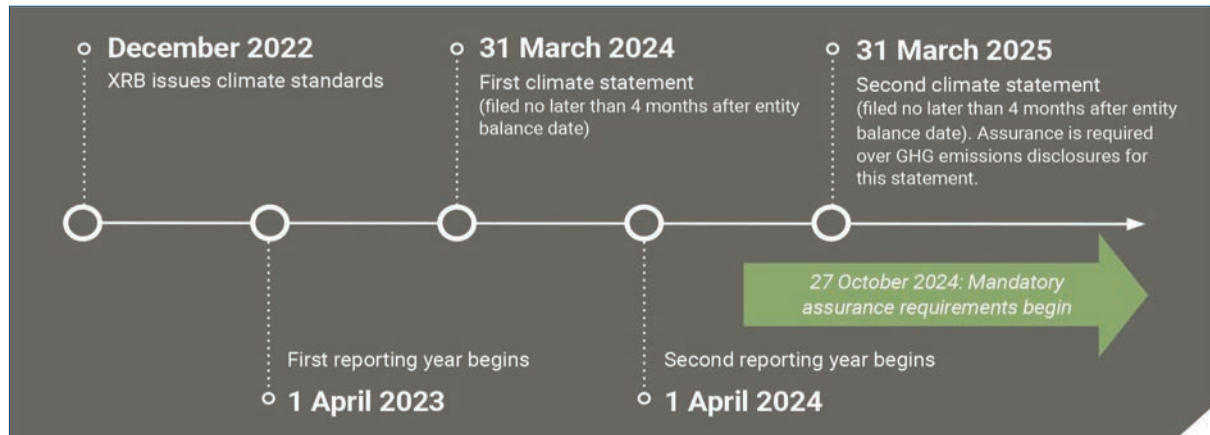 December 2022
XRB issues climate standards
31 March 2024
First climate statement
(filed no later than 4 months after entity
balance date)
31 March 2025
Second climate statement
(filed no later than 4 months after entity
balance date). Assurance is required
over GHG emissions disclosures for
this statement.
27 October 2024: Mandatory
assurance requirements begin
First reporting year begins
1 April 2023
Second reporting year begins
1 April 2024